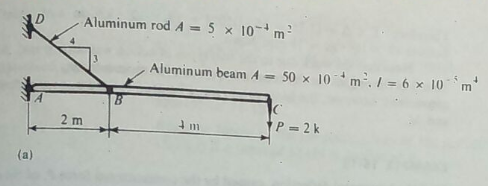 D
Aluminum rod A = 5 × 10⁻⁴ m²
4
3
Aluminum beam A = 50 × 10⁻⁴ m². I = 6 × 10⁻⁵ m⁴
A
B
C
2 m
4 m
P = 2 k
(a)